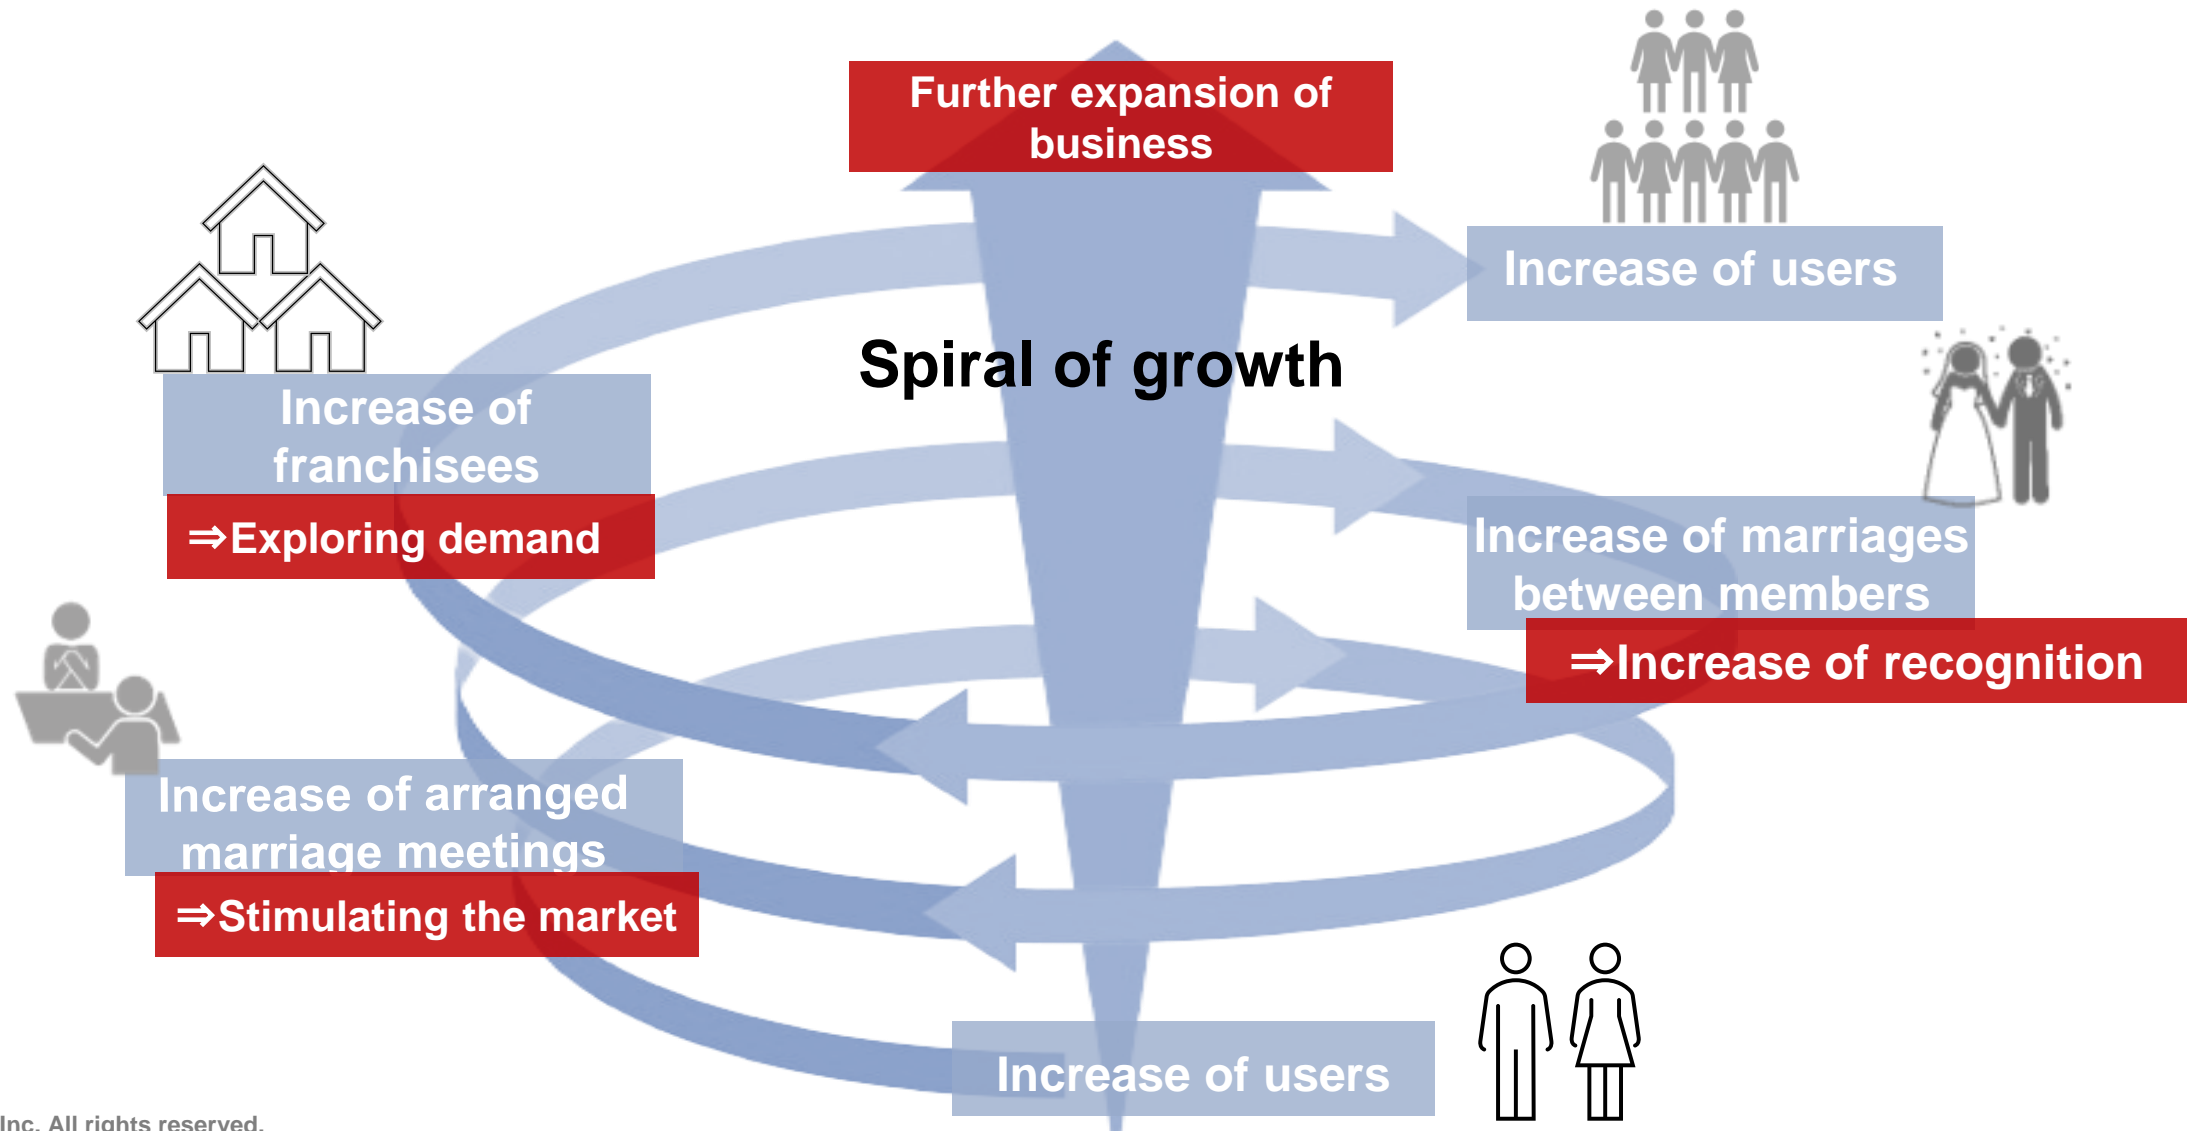 Further expansion of
business
Increase of users
Spiral of growth
Increase of
franchisees
⇒Exploring demand
Increase of marriages
between members
⇒Increase of recognition
Increase of arranged
marriage meetings
⇒Stimulating the market
Increase of users
Inc. All rights reserved.